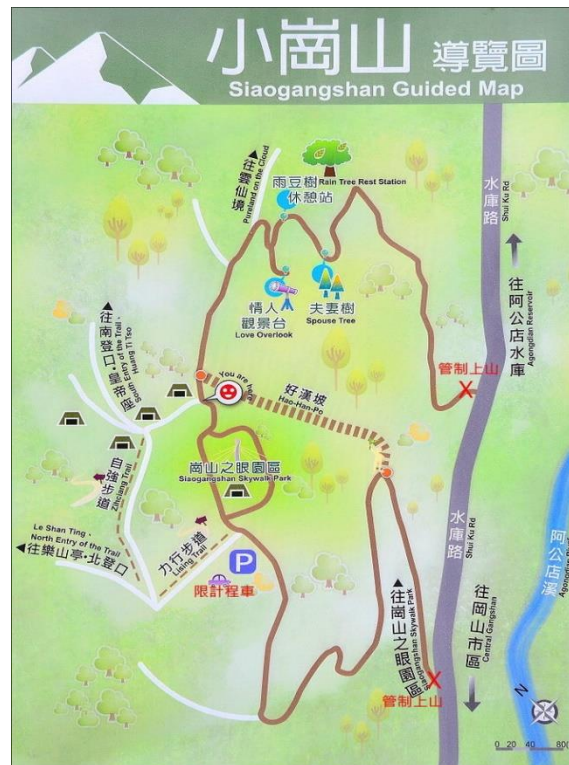 小崗山 導覽圖
Siaogangshan Guided Map
往雲仙境
Pureland on the Cloud
雨豆樹
休憩站
Rain Tree Rest Station
水庫路
Shui Ku Rd
往阿公店水庫
Agongdian Reservoir
情人
觀景台
Love Overlook
夫妻樹
Spouse Tree
往南登口・皇帝座
South Entry of the Trail、
Huang Ti Tso
管制上山
You are here
好漢坡
Hao-Han-Po
崗山之眼園區
Siaogangshan Skywalk Park
自強步道
Zihciang Trail
Le Shan Ting、
North Entry of the Trail
往樂山亭・北登口
力行步道
Lising Trail
P
限計程車
往崗山之眼園區
Siaogangshan Skywalk Park
管制上山
水庫路
Shui Ku Rd
往岡山市區
Central Gangshan
阿公店溪
N
0 20 40 800